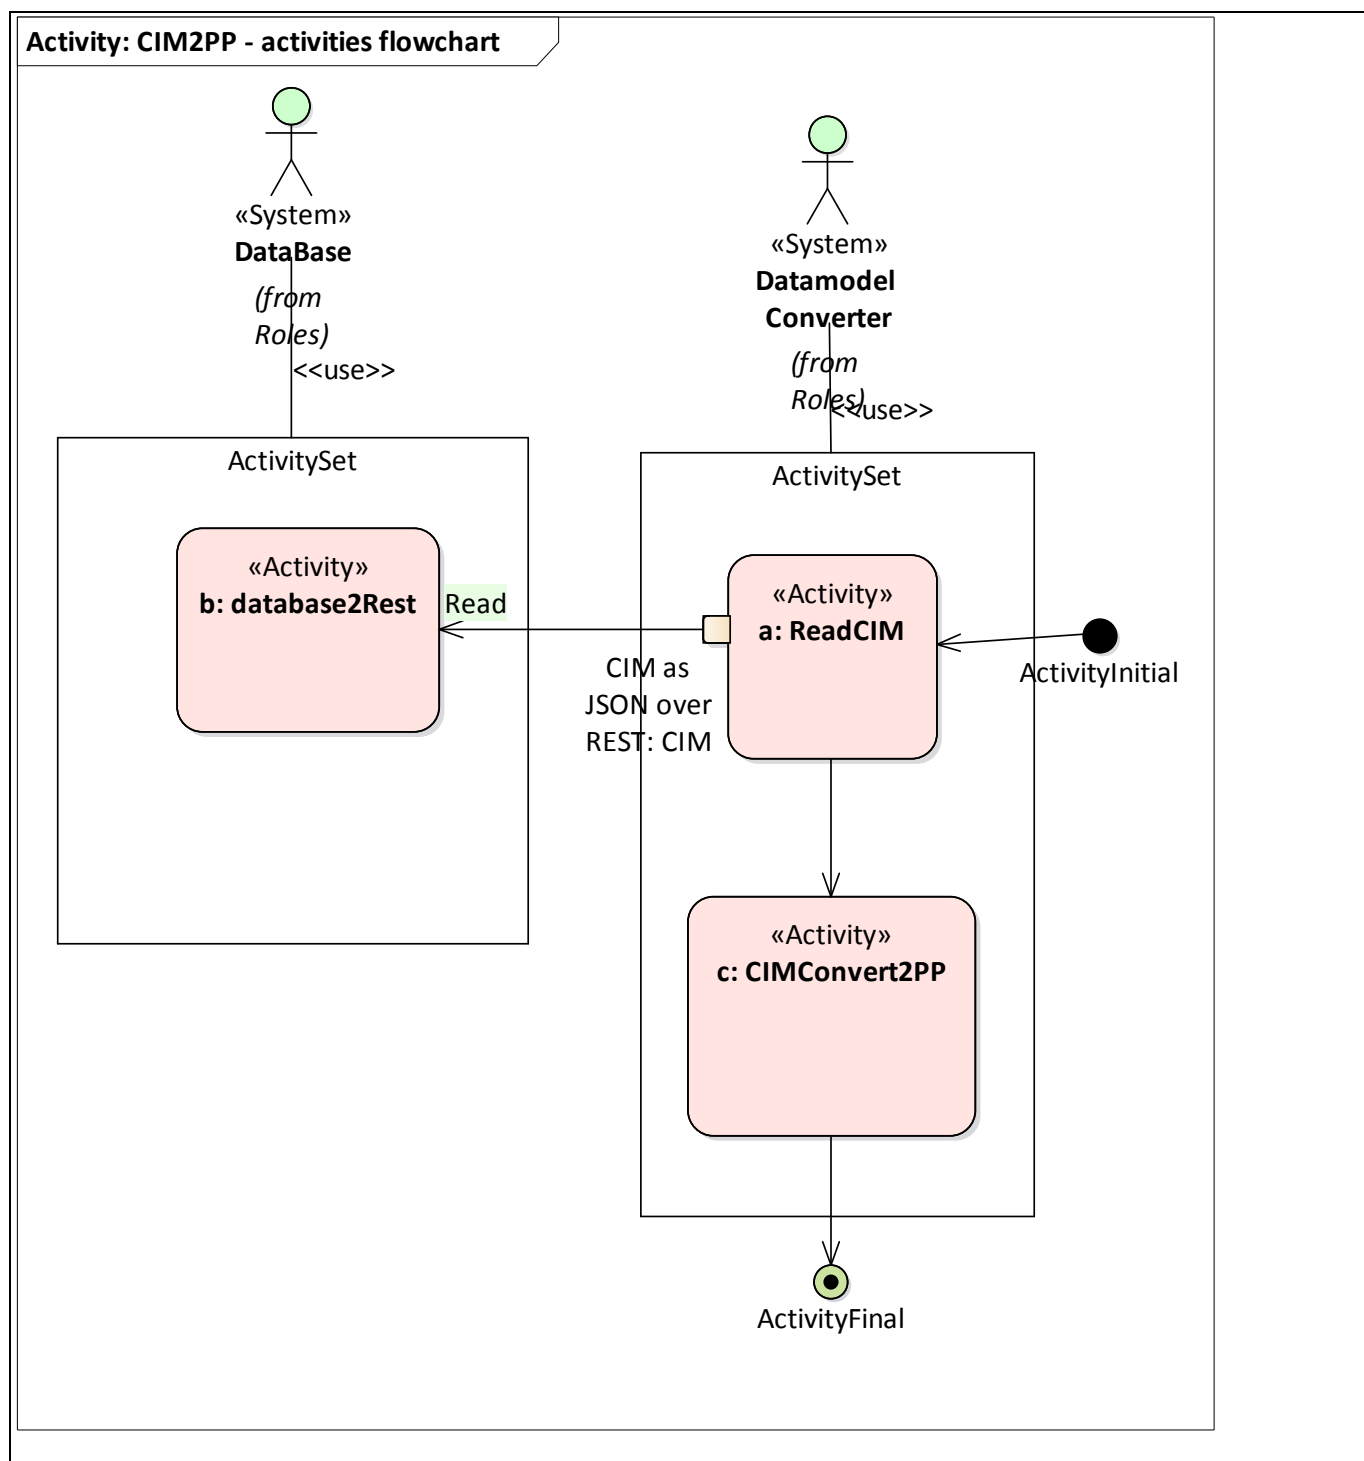 Activity: CIM2PP - activities flowchart
«System»
DataBase
(from
Roles)
<<use>>
«System»
Datamodel
Converter
(from
Roles)
<<use>>
ActivitySet
ActivitySet
«Activity»
b: database2Rest
Read
«Activity»
a: ReadCIM
ActivityInitial
CIM as
JSON over
REST: CIM
«Activity»
c: CIMConvert2PP
ActivityFinal